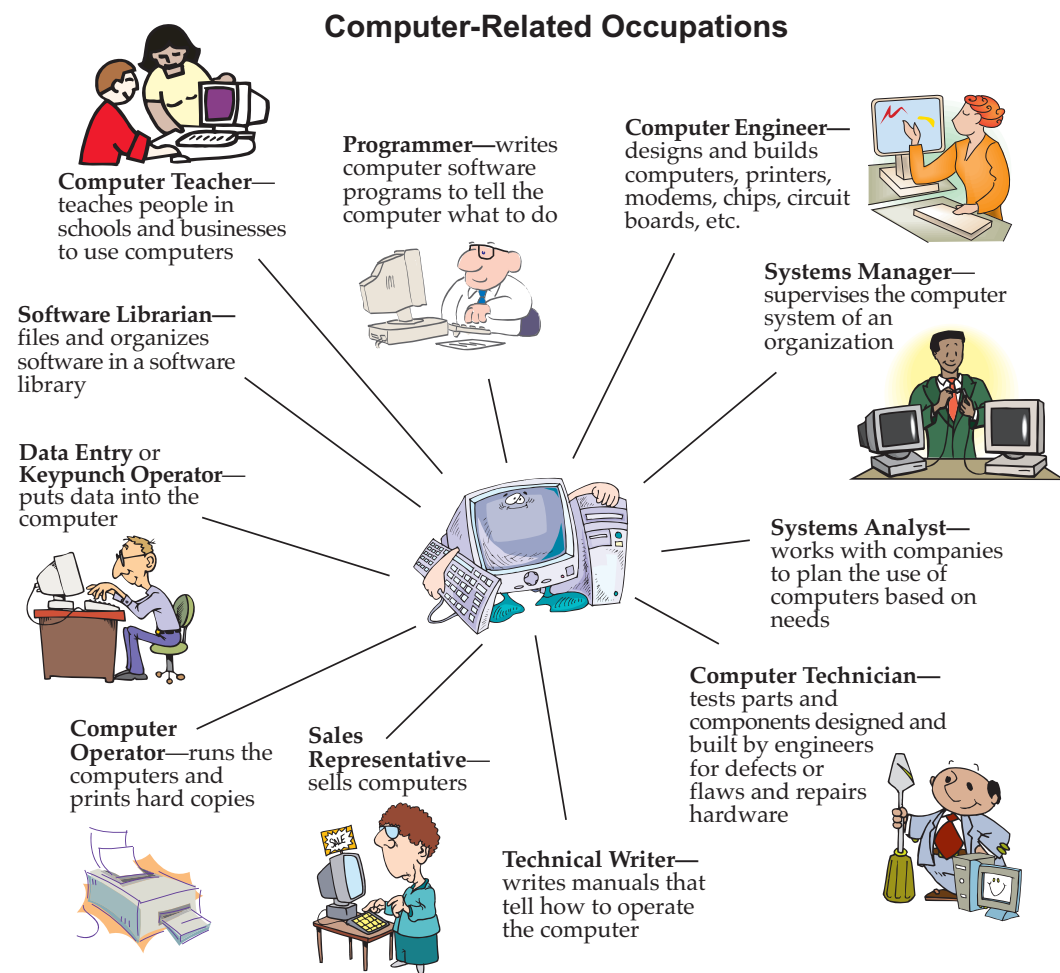 Computer-Related Occupations
Computer Teacher—
teaches people in
schools and businesses
to use computers
Programmer—writes
computer software
programs to tell the
computer what to do
Computer Engineer—
designs and builds
computers, printers,
modems, chips, circuit
boards, etc.
Systems Manager—
supervises the computer
system of an
organization
Software Librarian—
files and organizes
software in a software
library
Data Entry or
Keypunch Operator—
puts data into the
computer
Systems Analyst—
works with companies
to plan the use of
computers based on
needs
Computer Technician—
tests parts and
components designed and
built by engineers
for defects or
flaws and repairs
hardware
Computer
Operator—runs the
computers and
prints hard copies
Sales
Representative—
sells computers
SALE
Technical Writer—
writes manuals that
tell how to operate
the computer